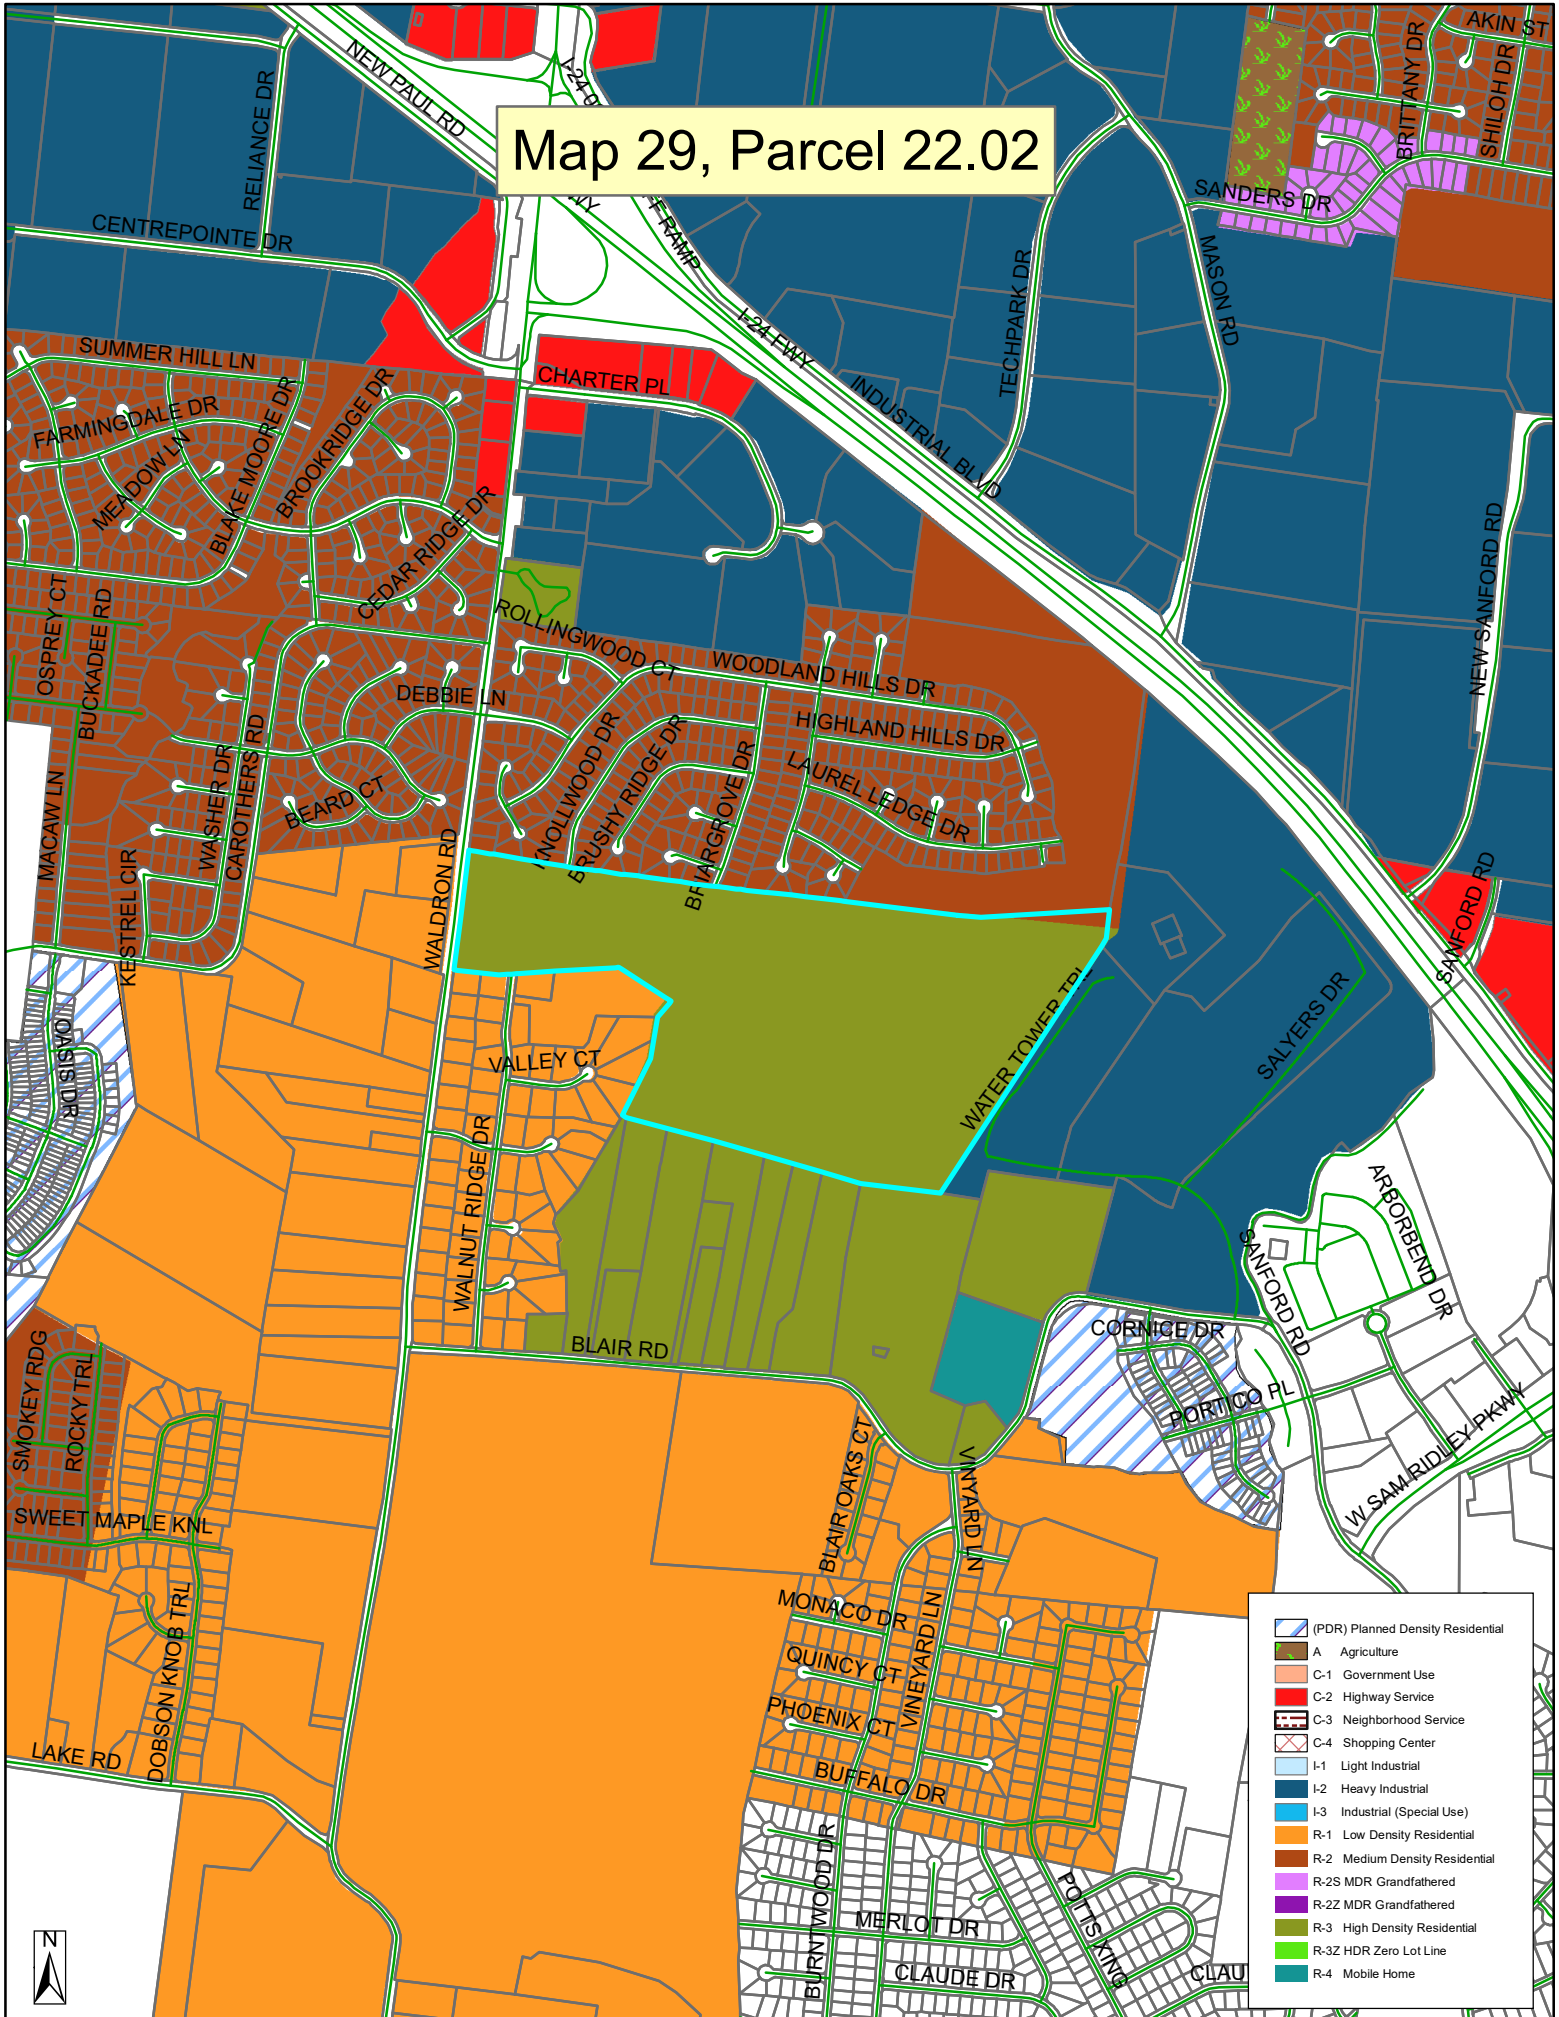 Map 29, Parcel 22.02
AKIN ST
NEW PAUL RD
BRITTANY DR
SHILOH DR
RELIANCE DR
SANDERS DR
CENTREPOINTE DR
F RAMP
MASON RD
TECHPARK DR
I-24 FWY
SUMMER HILL LN
CHARTER PL
INDUSTRIAL BLVD
FARMINGDALE DR
BLAKE MOORE DR
BROOKRIDGE DR
MEADOW LN
CEDAR RIDGE DR
NEW SANFORD RD
OSPREY CT
BUCKADEE RD
ROLLINGWOOD CT
WOODLAND HILLS DR
DEBBIE LN
HIGHLAND HILLS DR
KNOLLWOOD DR
BRUSHY RIDGE DR
BRIARGROVE DR
LAUREL LEDGE DR
WASHER DR
CAROTHERS RD
BEARD CT
MACAW LN
KESTREL CIR
WALDRON RD
SANFORD RD
WATER TOWER TRL
SALYERS DR
OASIS DR
VALLEY CT
WALNUT RIDGE DR
ARBORBEND DR
SANFORD RD
CORNICE DR
BLAIR RD
SMOKEY RDG
ROCKY TRL
PORTICO PL
W SAM RIDLEY PKWY
BLAIR OAKS CT
VINYARD LN
SWEET MAPLE KNL
DOBSON KNOB TRL
MONACO DR
VINEYARD LN
QUINCY CT
PHOENIX CT
LAKE RD
BUFFALO DR
BURNTWOOD DR
POTTS KING
MERLOT DR
CLAUDE DR
CLAU
N
(PDR) Planned Density Residential
A Agriculture
C-1 Government Use
C-2 Highway Service
C-3 Neighborhood Service
C-4 Shopping Center
I-1 Light Industrial
I-2 Heavy Industrial
I-3 Industrial (Special Use)
R-1 Low Density Residential
R-2 Medium Density Residential
R-2S MDR Grandfathered
R-2Z MDR Grandfathered
R-3 High Density Residential
R-3Z HDR Zero Lot Line
R-4 Mobile Home